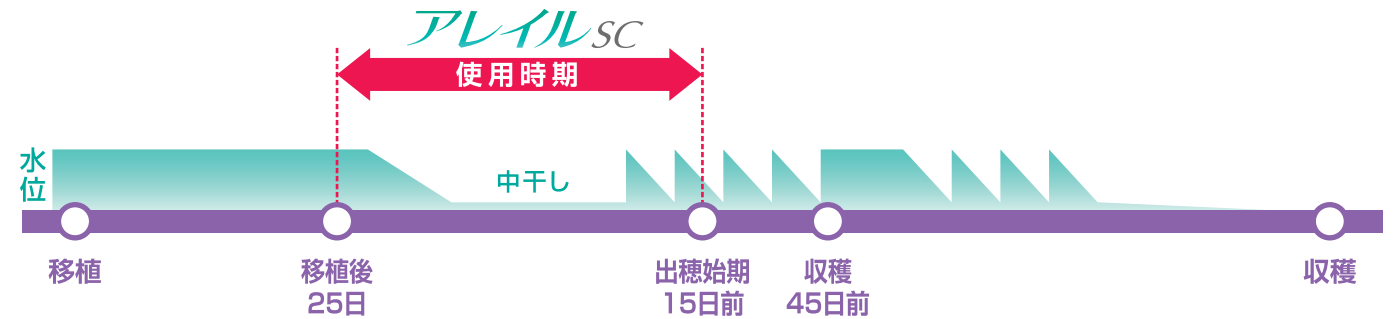 アレイルSC
使用時期
水位
中干し
移植
移植後
25日
出穂始期
15日前
収穫
45日前
収穫